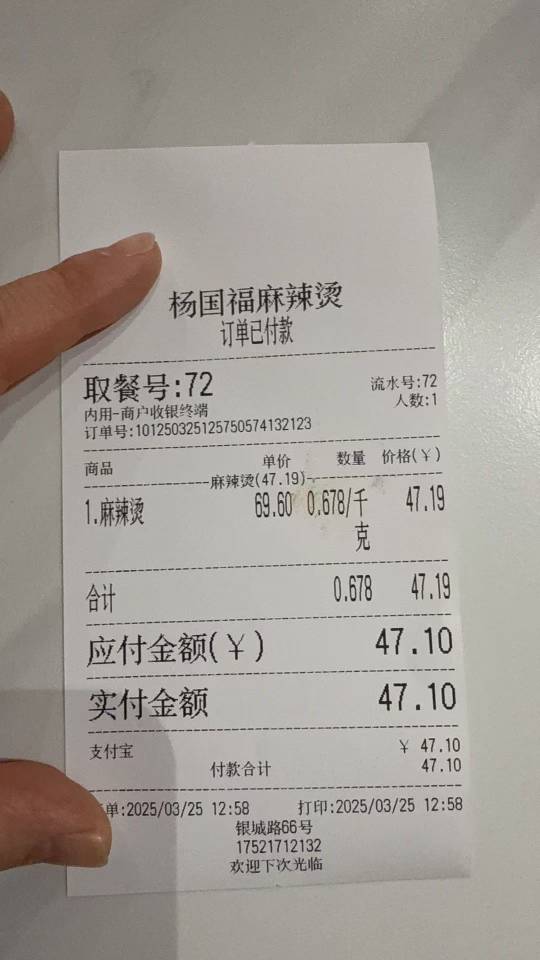 杨国福麻辣烫
订单已付款
取餐号:72 流水号:72
内用-商户收银终端 人数:1
订单号:101250325125750574132123
商品 单价 数量 价格(¥)
麻辣烫(47.19)
1.麻辣烫 69.60 0.678/千克 47.19
合计 0.678 47.19
应付金额(¥) 47.10
实付金额 47.10
支付宝 ¥ 47.10
付款合计 47.10
单:2025/03/25 12:58 打印:2025/03/25 12:58
银城路66号
17521712132
欢迎下次光临